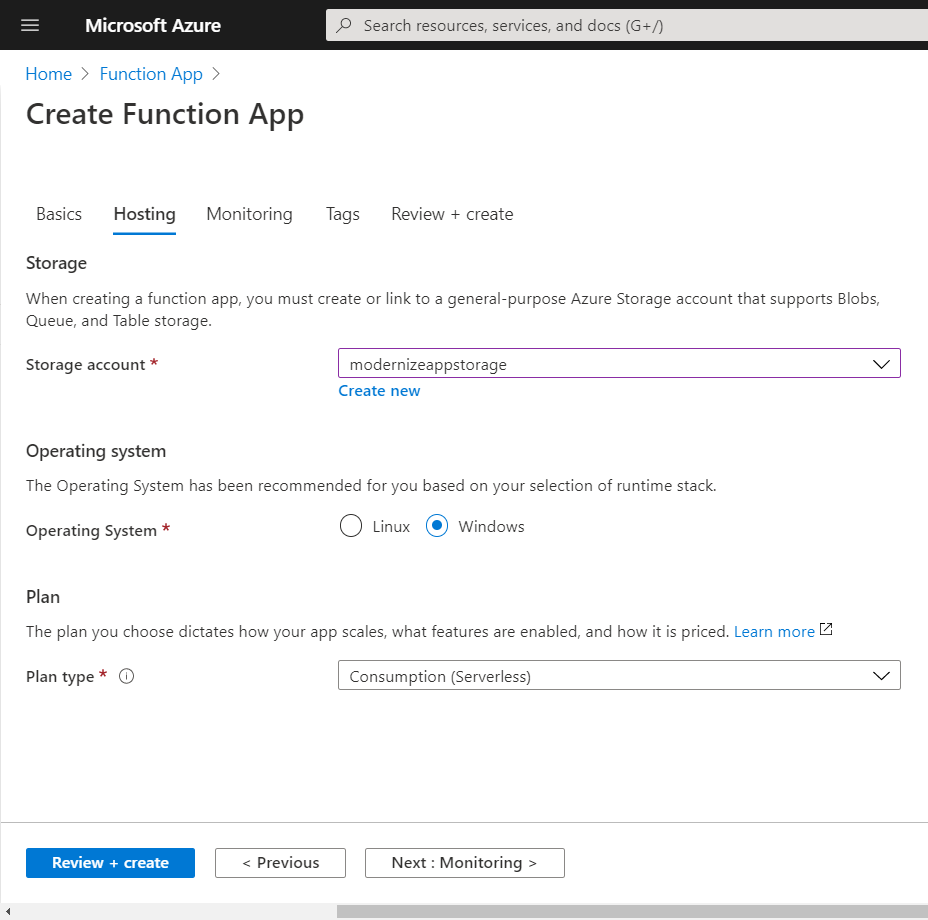 Microsoft Azure
Search resources, services, and docs (G+/)
Home > Function App >
Create Function App
Basics Hosting Monitoring Tags Review + create
Storage
When creating a function app, you must create or link to a general-purpose Azure Storage account that supports Blobs,
Queue, and Table storage.
Storage account * modernizeappstorage
Create new
Operating system
The Operating System has been recommended for you based on your selection of runtime stack.
Operating System * Linux Windows
Plan
The plan you choose dictates how your app scales, what features are enabled, and how it is priced. Learn more
Plan type * Consumption (Serverless)
Review + create < Previous Next : Monitoring >